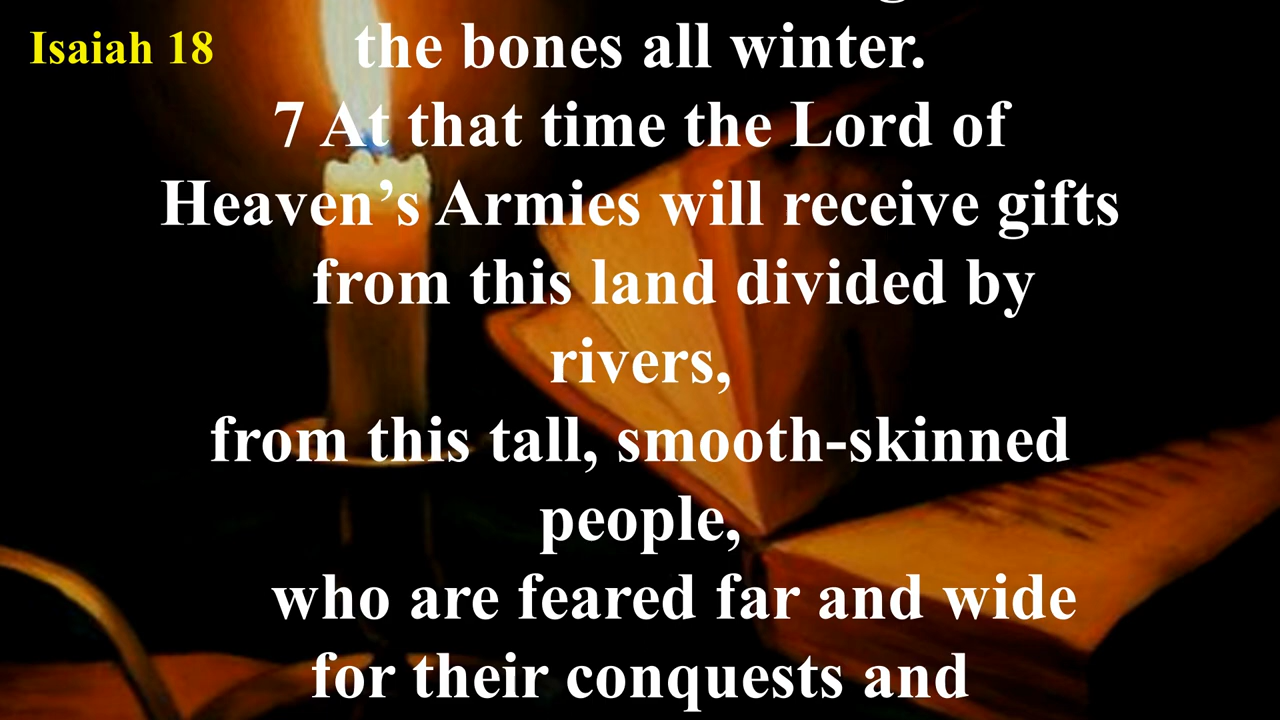 Isaiah 18
the bones all winter.
7 At that time the Lord of
Heaven’s Armies will receive gifts
from this land divided by
rivers,
from this tall, smooth-skinned
people,
who are feared far and wide
for their conquests and